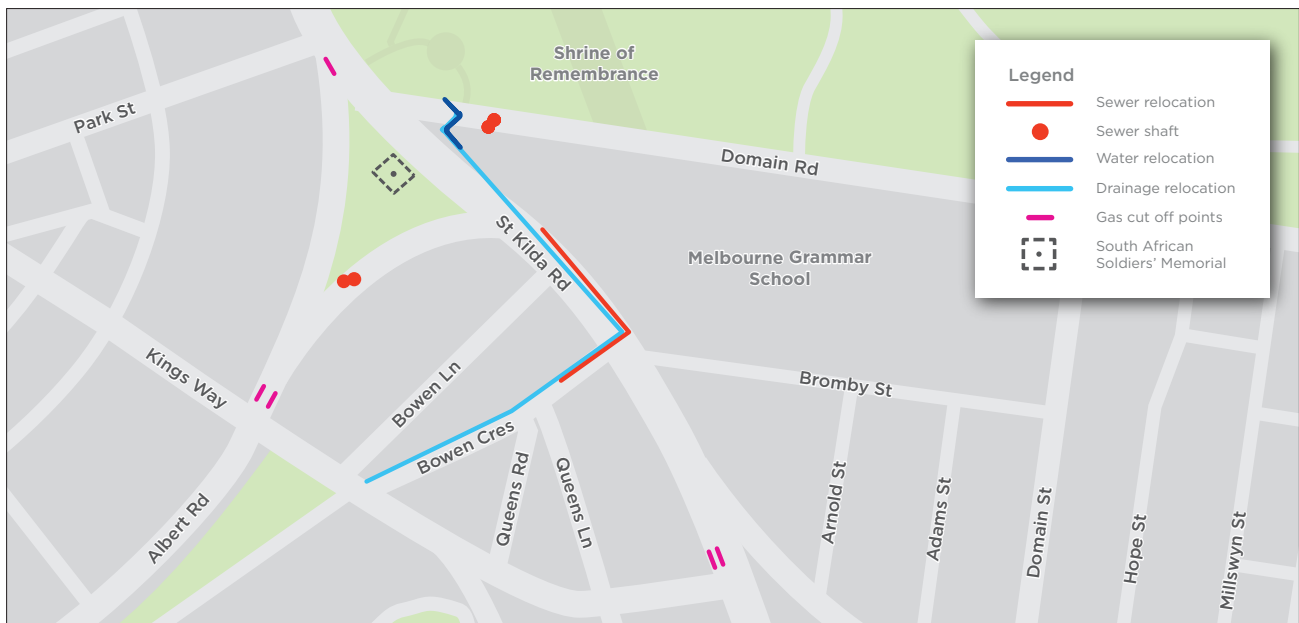 Shrine of
Remembrance
Legend
Sewer relocation
Sewer shaft
Water relocation
Drainage relocation
Gas cut off points
South African
Soldiers' Memorial
Park St
Domain Rd
St Kilda Rd
Melbourne Grammar
School
Kings Way
Bowen Ln
Bromby St
Bowen Cres
Albert Rd
Queens Rd
Queens Ln
Arnold St
Adams St
Domain St
Hope St
Millswyn St